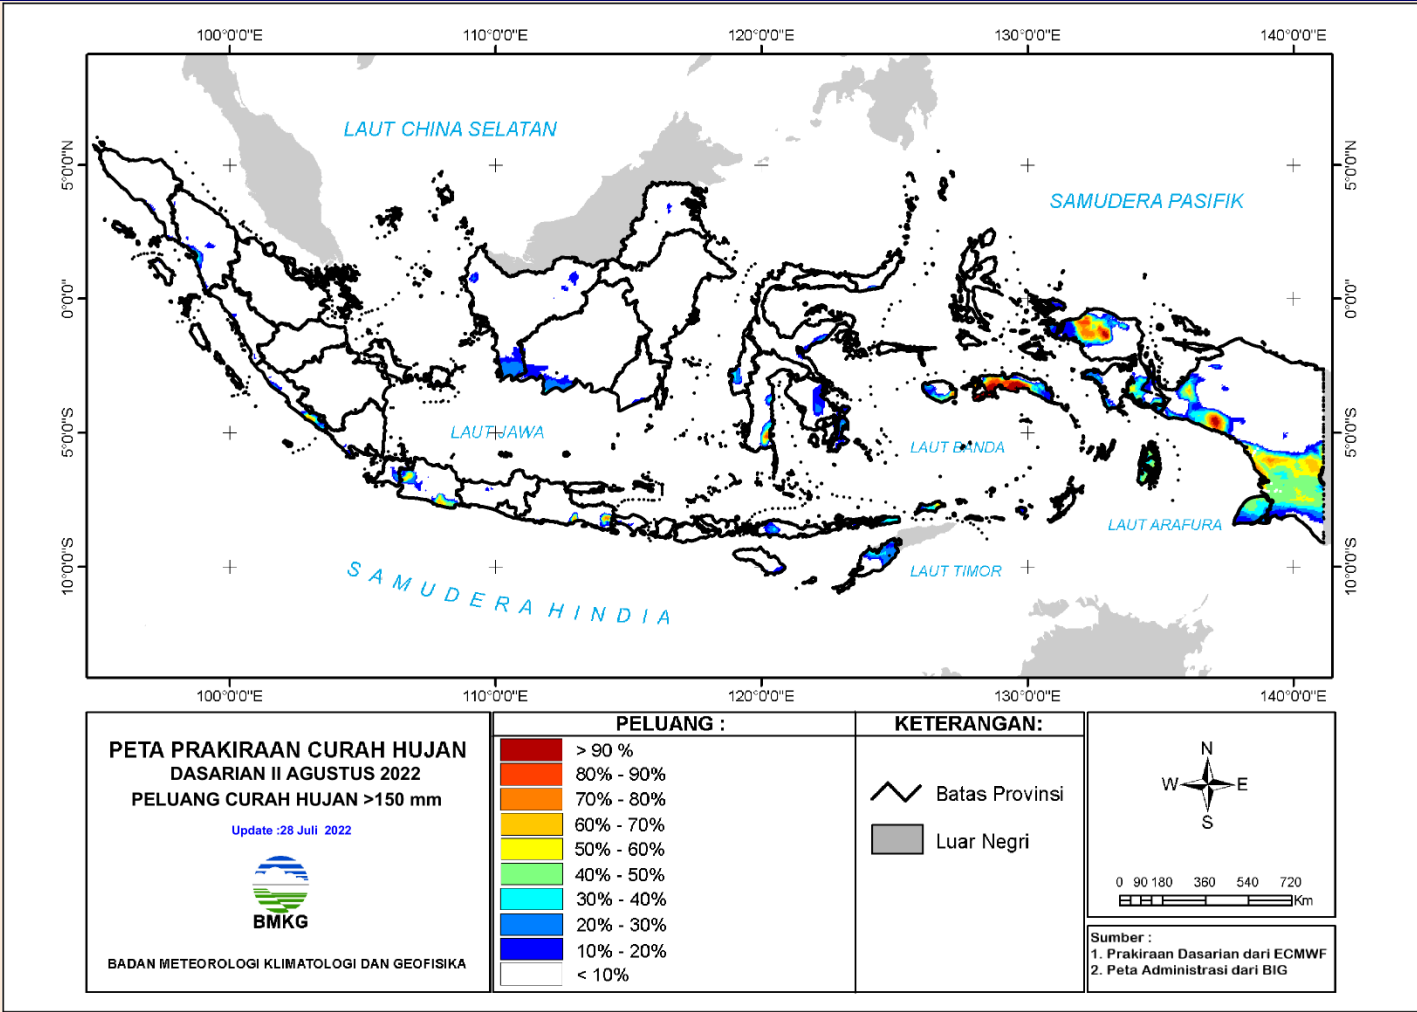 100°0'0"E 110°0'0"E 120°0'0"E 130°0'0"E 140°0'0"E
LAUT CHINA SELATAN
5°0'0"N 5°0'0"N
SAMUDERA PASIFIK
0°0'0" 0°0'0"
5°0'0"S 5°0'0"S
LAUT JAWA
LAUT BANDA
LAUT ARAFURA
10°0'0"S 10°0'0"S
LAUT TIMOR
SAMUDERA HINDIA
100°0'0"E 110°0'0"E 120°0'0"E 130°0'0"E 140°0'0"E
PETA PRAKIRAAN CURAH HUJAN
DASARIAN II AGUSTUS 2022
PELUANG CURAH HUJAN >150 mm
Update :28 Juli 2022
BMKG
BADAN METEOROLOGI KLIMATOLOGI DAN GEOFISIKA
PELUANG :
> 90 %
80% - 90%
70% - 80%
60% - 70%
50% - 60%
40% - 50%
30% - 40%
20% - 30%
10% - 20%
< 10%
KETERANGAN:
Batas Provinsi
Luar Negri
N
W E
S
0 90 180 360 540 720
Km
Sumber :
1. Prakiraan Dasarian dari ECMWF
2. Peta Administrasi dari BIG